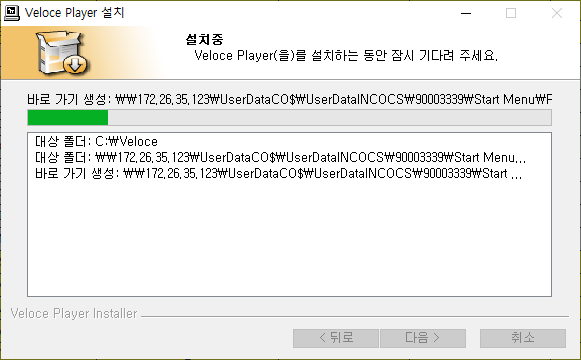 Veloce Player 설치
설치중
Veloce Player(을)를 설치하는 동안 잠시 기다려 주세요.
바로 가기 생성: ₩₩172.26.35.123₩UserDataCO$₩UserDataINCOCS₩90003339₩Start Menu₩F
대상 폴더: C:₩Veloce
대상 폴더: ₩₩172.26.35.123₩UserDataCO$₩UserDataINCOCS₩90003339₩Start Menu...
바로 가기 생성: ₩₩172.26.35.123₩UserDataCO$₩UserDataINCOCS₩90003339₩Start ...
Veloce Player Installer
< 뒤로
다음 >
취소